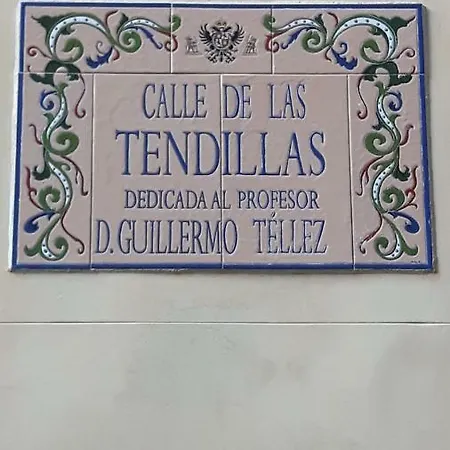 CALLE DE LAS
TENDILLAS
DEDICADA AL PROFESOR
D. GUILLERMO TÉLLEZ